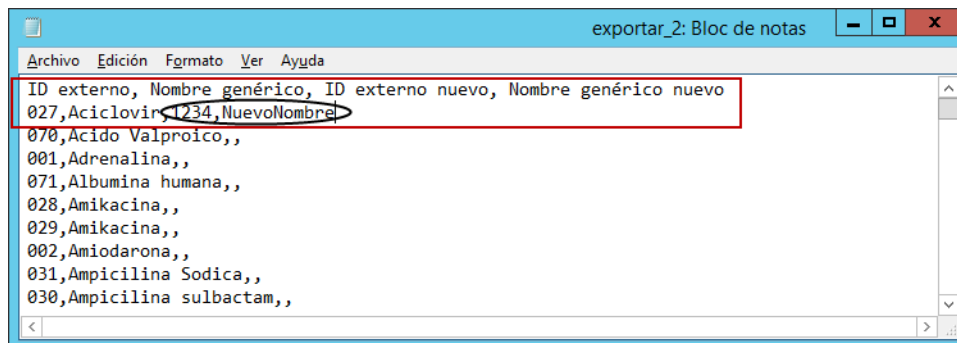 exportar_2: Bloc de notas
Archivo Edición Formato Ver Ayuda
ID externo, Nombre genérico, ID externo nuevo, Nombre genérico nuevo
027,Aciclovir,1234,NuevoNombre
070,Acido Valproico,,
001,Adrenalina,,
071,Albumina humana,,
028,Amikacina,,
029,Amikacina,,
002,Amiodarona,,
031,Ampicilina Sodica,,
030,Ampicilina sulbactam,,